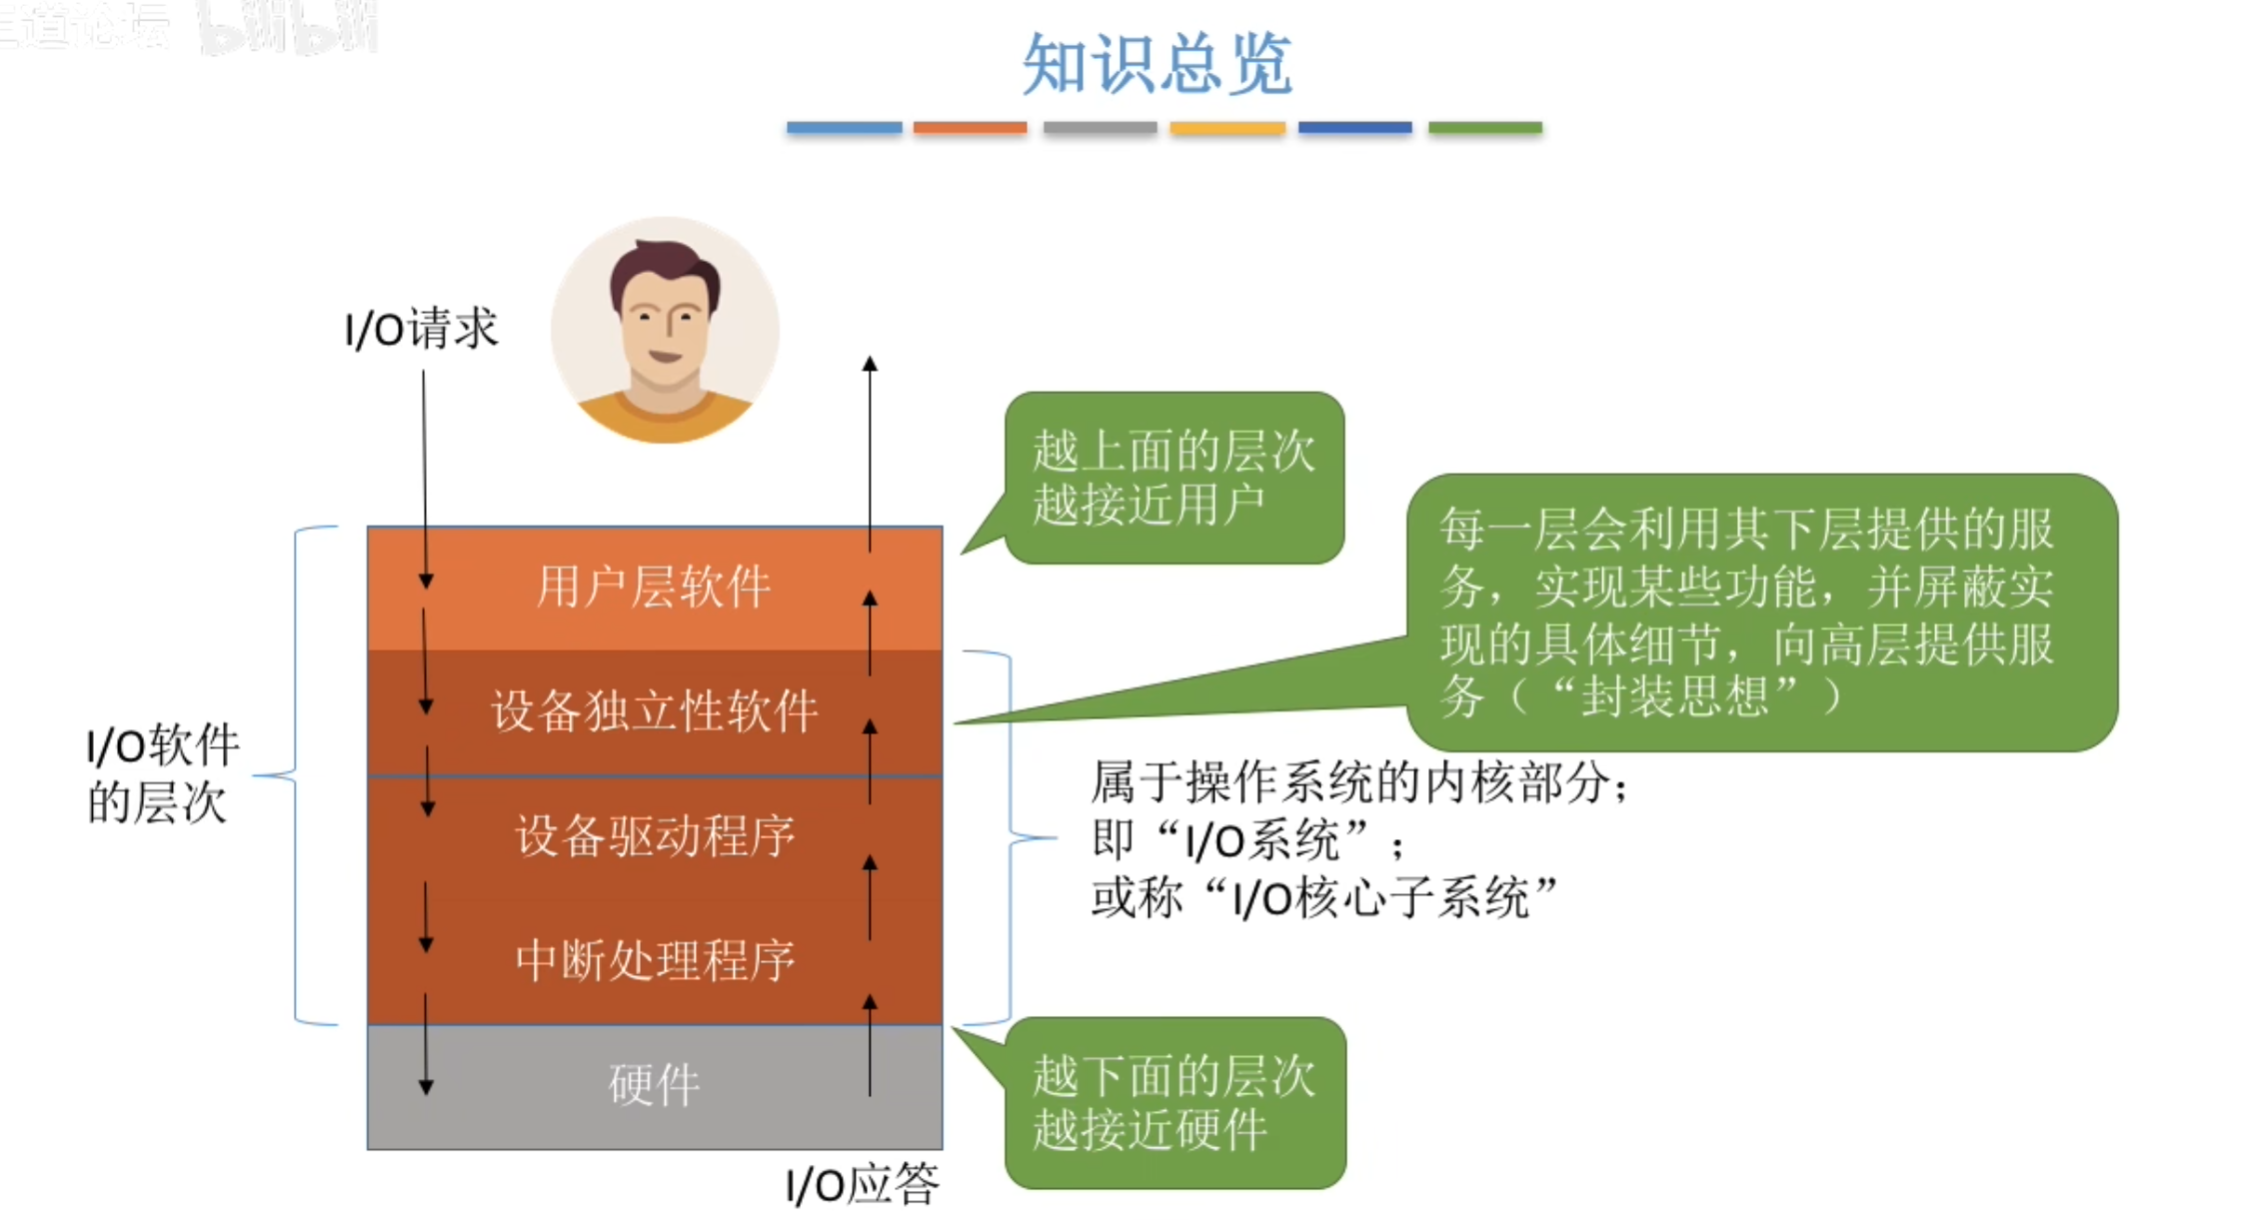 王道论坛 bilibili
知识总览
I/O请求
越上面的层次
越接近用户
每一层会利用其下层提供的服
务，实现某些功能，并屏蔽实
现的具体细节，向高层提供服
务（“封装思想”）
用户层软件
设备独立性软件
I/O软件
的层次
设备驱动程序
属于操作系统的内核部分；
即“I/O系统”；
或称“I/O核心子系统”
中断处理程序
硬件
越下面的层次
越接近硬件
I/O应答